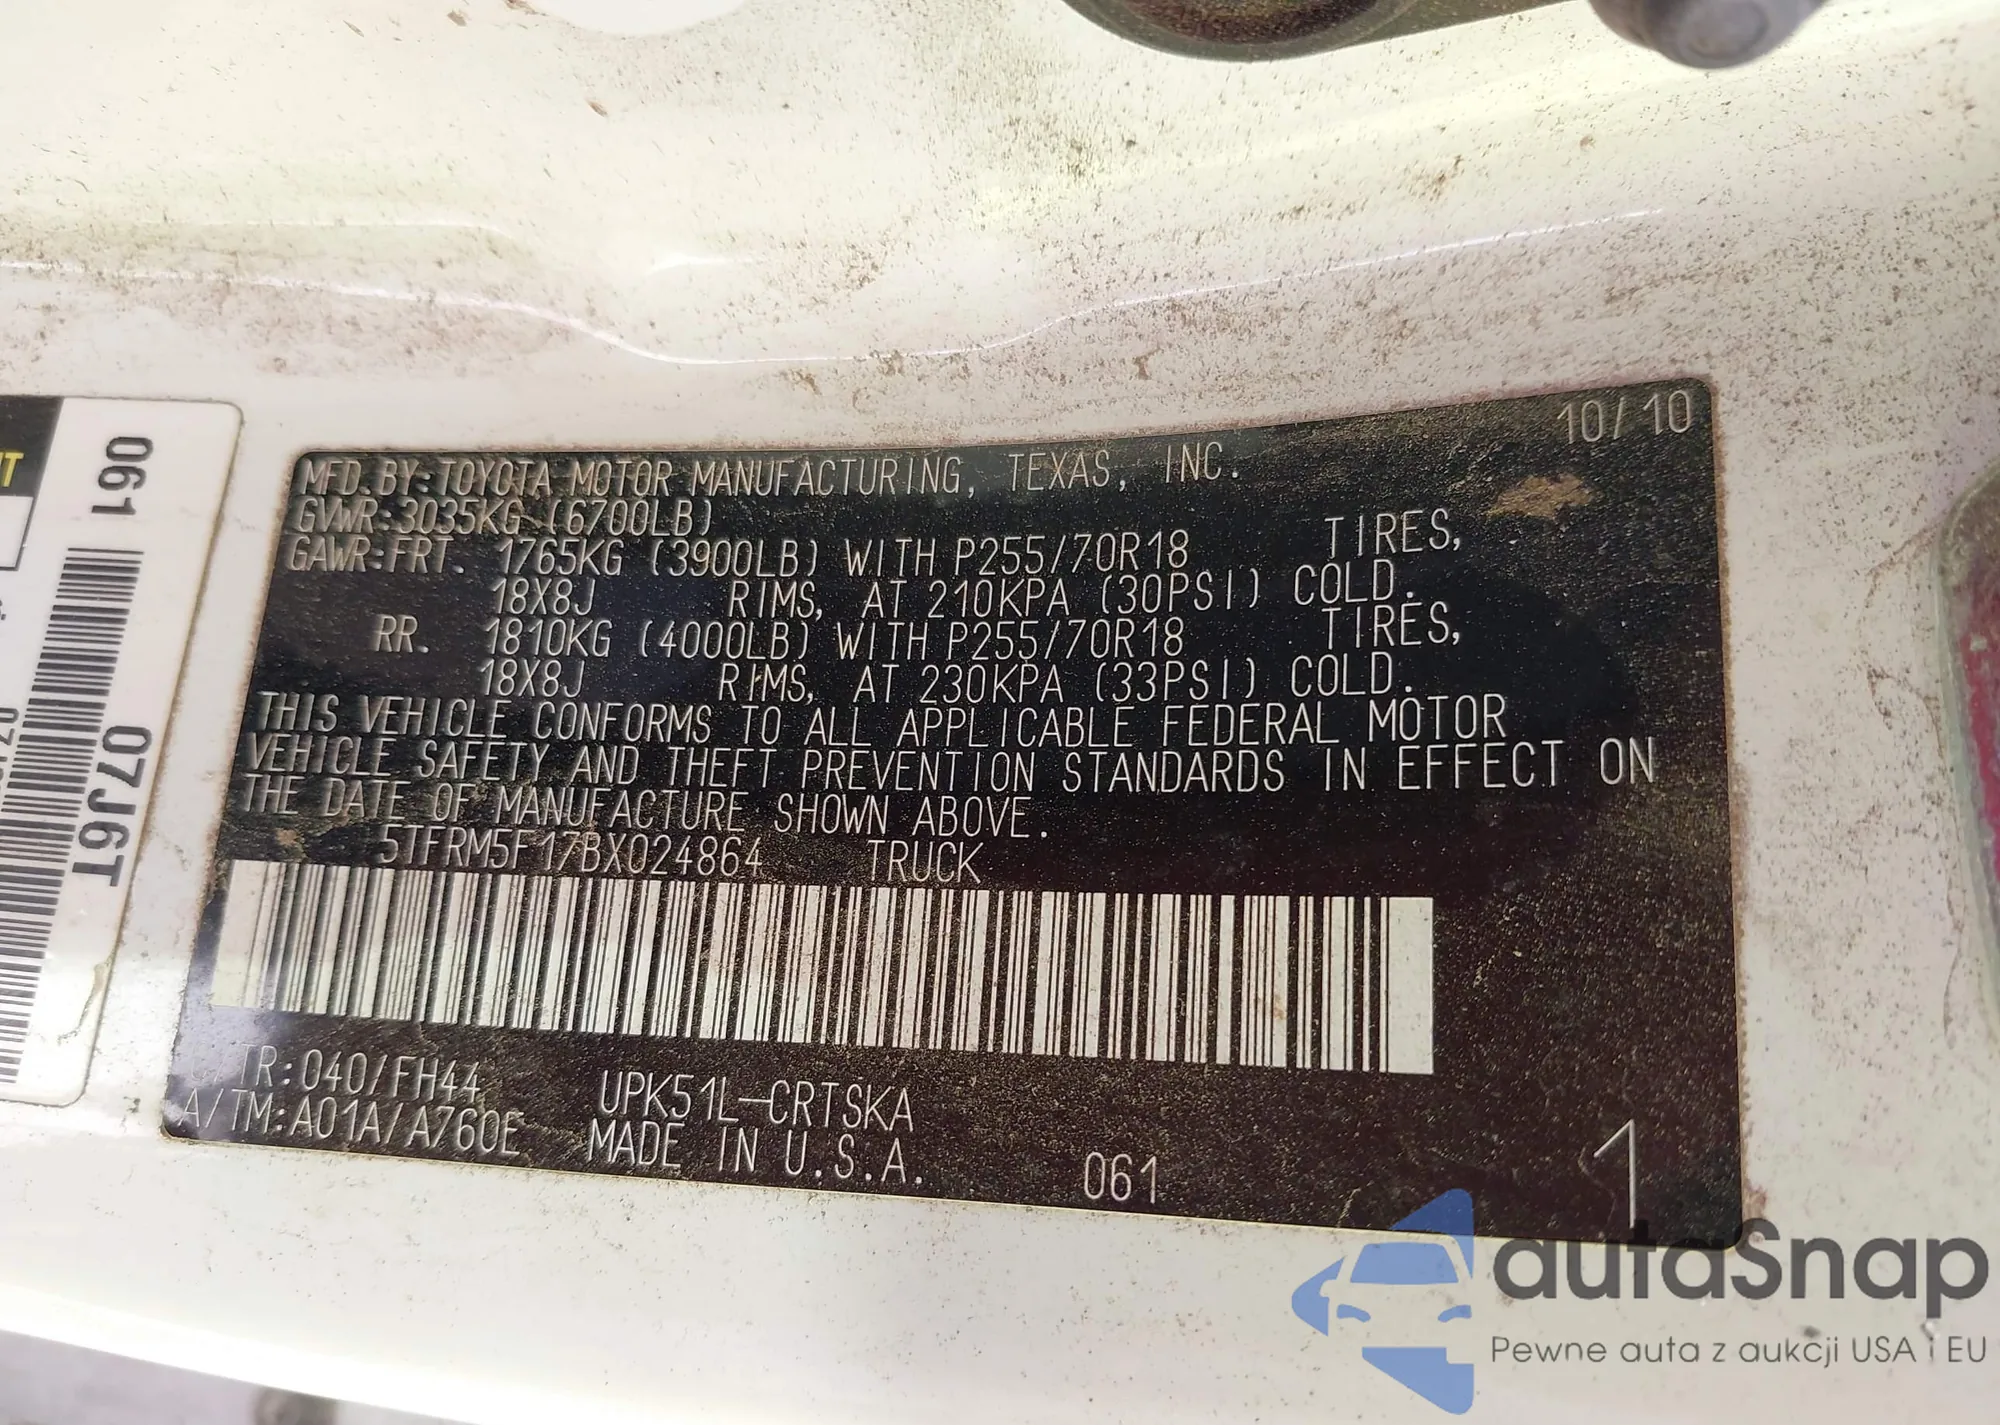 10/10
MFD. BY: TOYOTA MOTOR MANUFACTURING, TEXAS, INC.
GVWR: 3035KG (6700LB)
GAWR: FRT. 1765KG (3900LB) WITH P255/70R18 TIRES,
18X8J RIMS, AT 210KPA (30PSI) COLD.
RR. 1810KG (4000LB) WITH P255/70R18 TIRES,
18X8J RIMS, AT 230KPA (33PSI) COLD.
THIS VEHICLE CONFORMS TO ALL APPLICABLE FEDERAL MOTOR
VEHICLE SAFETY AND THEFT PREVENTION STANDARDS IN EFFECT ON
THE DATE OF MANUFACTURE SHOWN ABOVE.
5TFRM5F17BX024864 TRUCK
C/TR: 040/FH44 UPK51L-CRTSKA
A/TM: A01A/A760E MADE IN U.S.A.
061
1
061
07J6T
autaSnap
Pewne auta z aukcji USA i EU